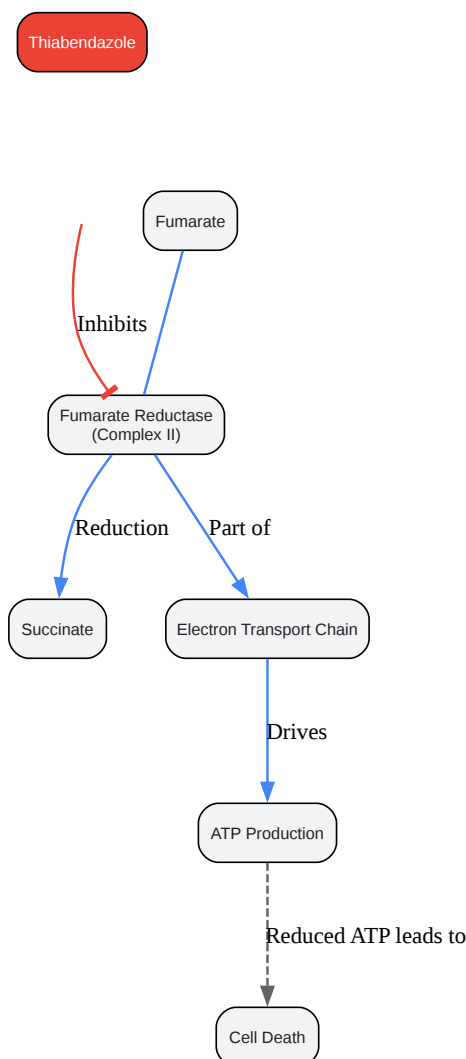 Thiabendazole
Fumarate
Inhibits
Fumarate Reductase
(Complex II)
Reduction
Part of
Succinate
Electron Transport Chain
Drives
ATP Production
Reduced ATP leads to
Cell Death